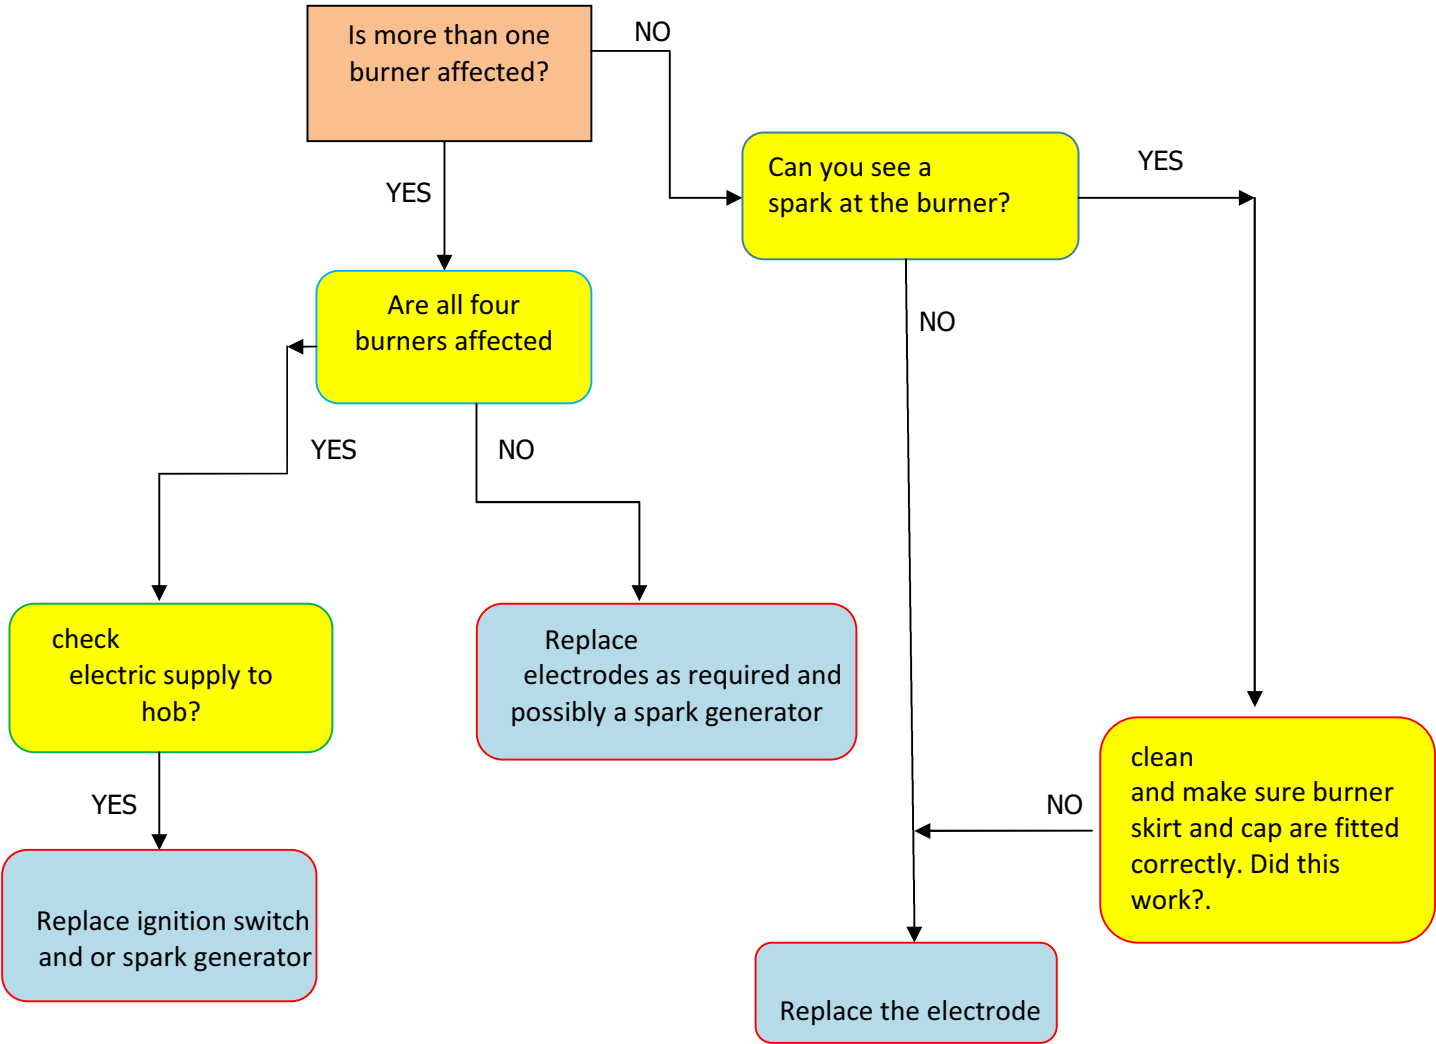 Is more than one
burner affected?
NO
YES
Can you see a
spark at the burner?
YES
NO
Are all four
burners affected
YES
NO
check
electric supply to
hob?
YES
Replace
electrodes as required and
possibly a spark generator
clean
and make sure burner
skirt and cap are fitted
correctly. Did this
work?.
NO
Replace ignition switch
and or spark generator
Replace the electrode